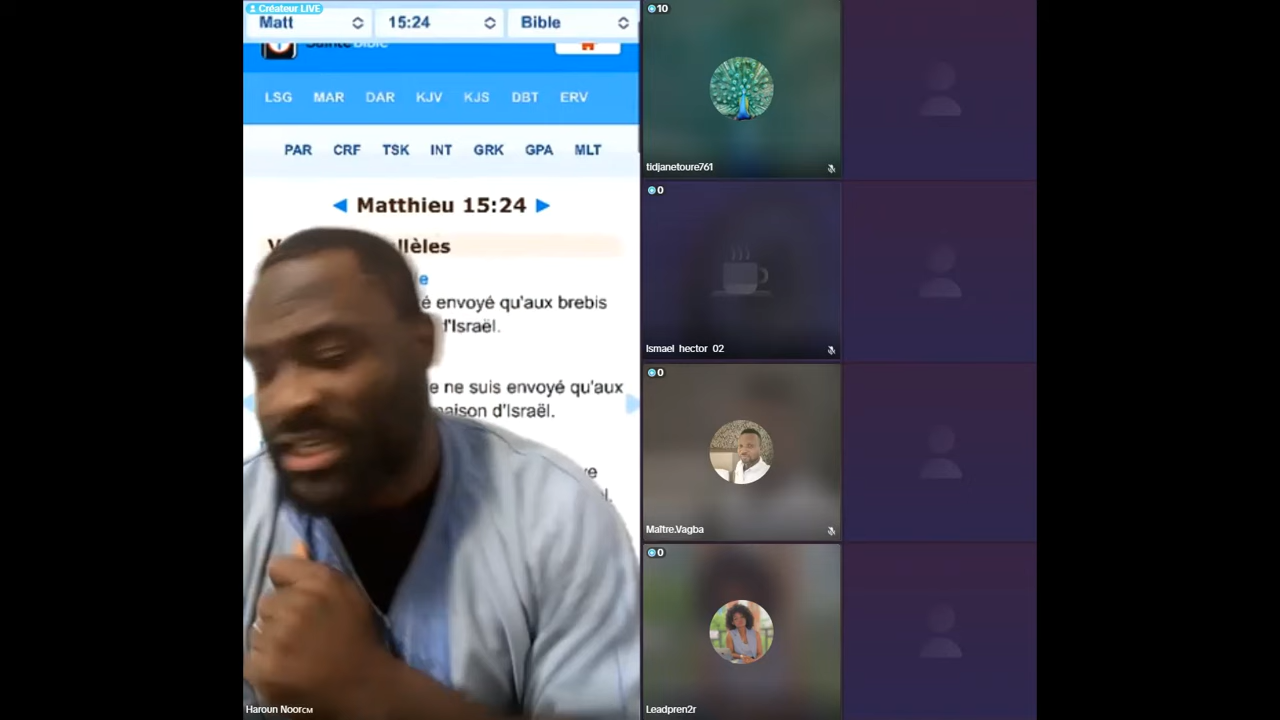 Créateur LIVE
Matt
15:24
Bible
LSG MAR DAR KJV KJS DBT ERV
PAR CRF TSK INT GRK GPA MLT
Matthieu 15:24
llèles
e
é envoyé qu'aux brebis
d'Israël.
e ne suis envoyé qu'aux
maison d'Israël.
ve
Haroun Noor
10
tidjanetoure761
0
Ismael hector 02
0
Maître.Vagba
0
Leadpren2r